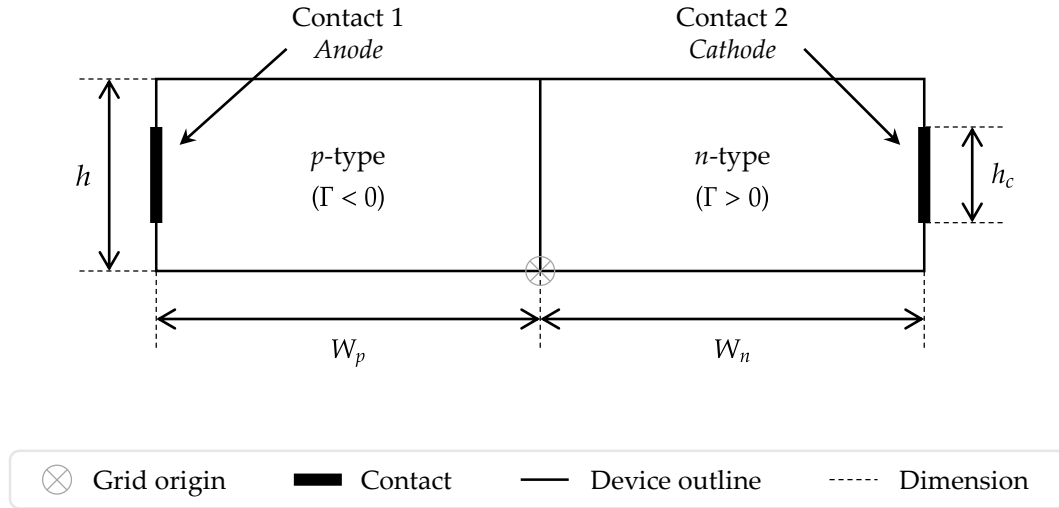 Contact 1
Anode
Contact 2
Cathode
h
p-type
(Γ < 0)
n-type
(Γ > 0)
h_c
W_p
W_n
Grid origin
Contact
Device outline
Dimension